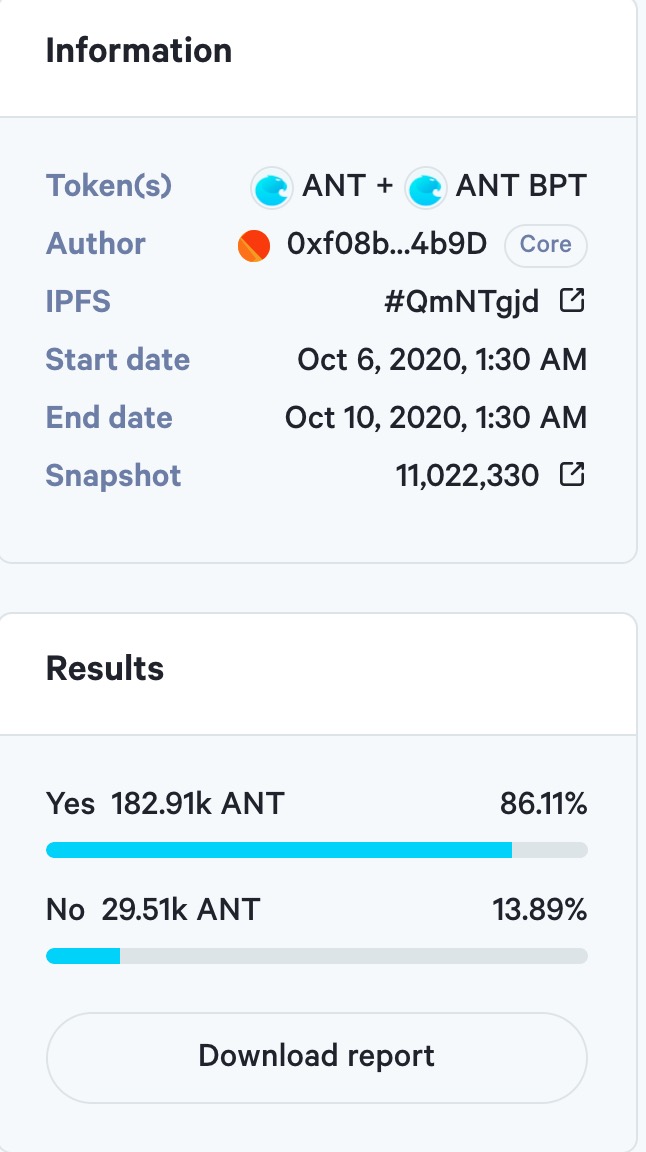 Information
Token(s) ANT + ANT BPT
Author 0xf08b...4b9D Core
IPFS #QmNTgjd
Start date Oct 6, 2020, 1:30 AM
End date Oct 10, 2020, 1:30 AM
Snapshot 11,022,330
Results
Yes 182.91k ANT 86.11%
No 29.51k ANT 13.89%
Download report